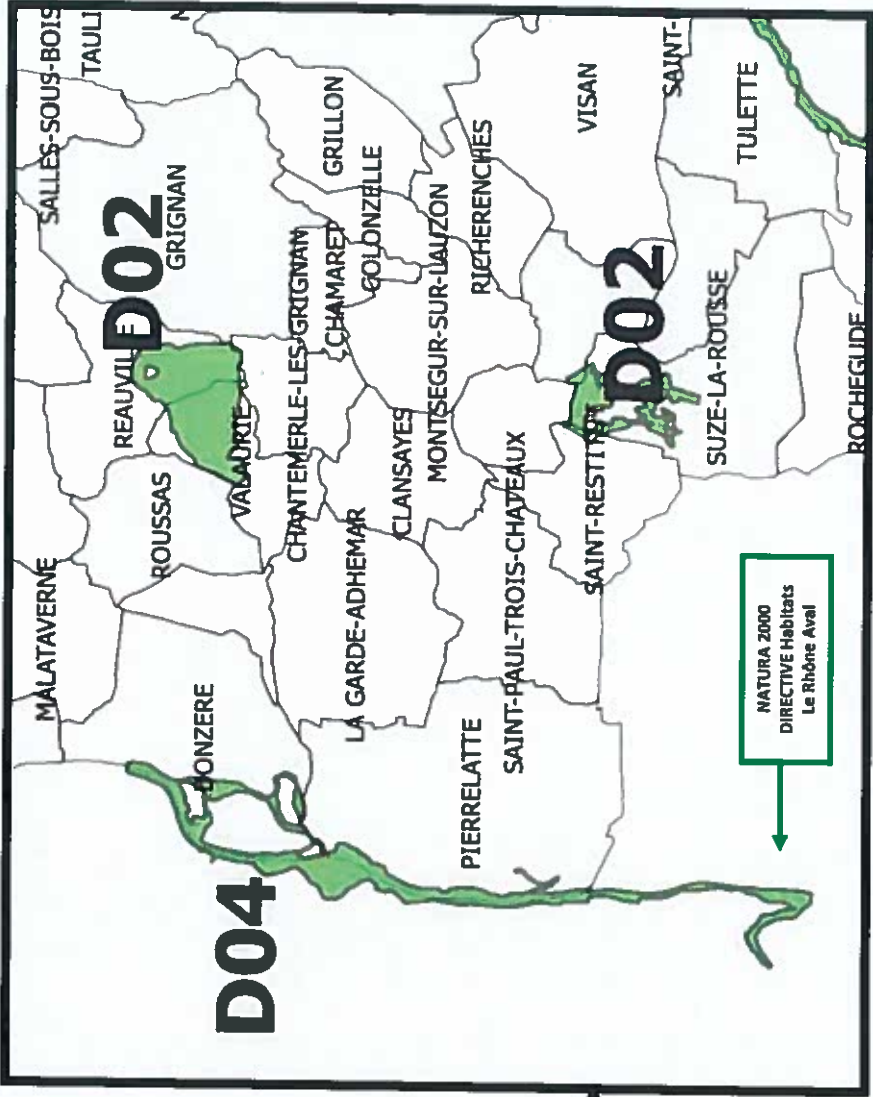 MALATAVERNE
SALLES-SOUS-BOIS
TAULI
REAUVILLE
D02
ROUSSAS
GRIGNAN
DONZERE
D04
VALAURIE
CHANTEMERLE-LES-GRIGNAN
CHAMARET
GRILLON
COLONZELLE
LA GARDE-ADHEMAR
CLANSAYES
MONTSEGUR-SUR-LAUZON
PIERRELATTE
RICHERENCHES
SAINT-PAUL-TROIS-CHATEAUX
VISAN
SAINT-RESTIT
D02
SAINT-
SUZE-LA-ROUSSE
TULETTE
NATURA 2000
DIRECTIVE Habitats
Le Rhône Aval
ROCHEGUDE